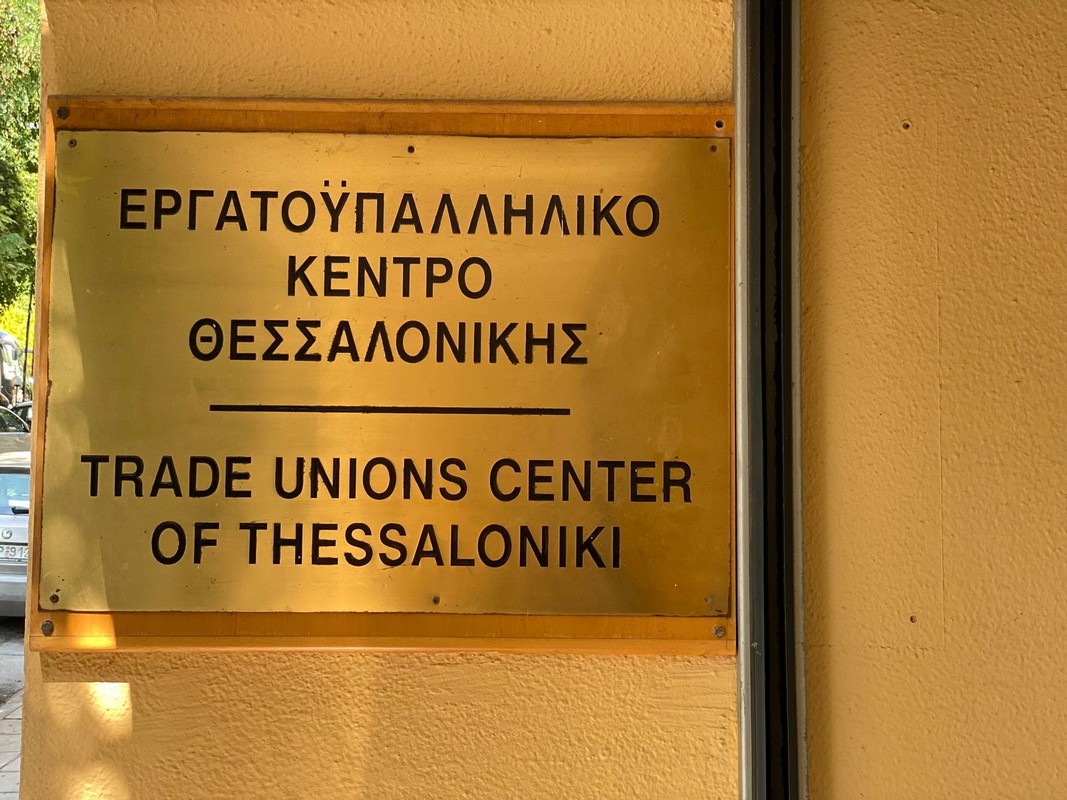 ΕΡΓΑΤΟΫΠΑΛΛΗΛΙΚΟ
ΚΕΝΤΡΟ
ΘΕΣΣΑΛΟΝΙΚΗΣ
TRADE UNIONS CENTER
OF THESSALONIKI